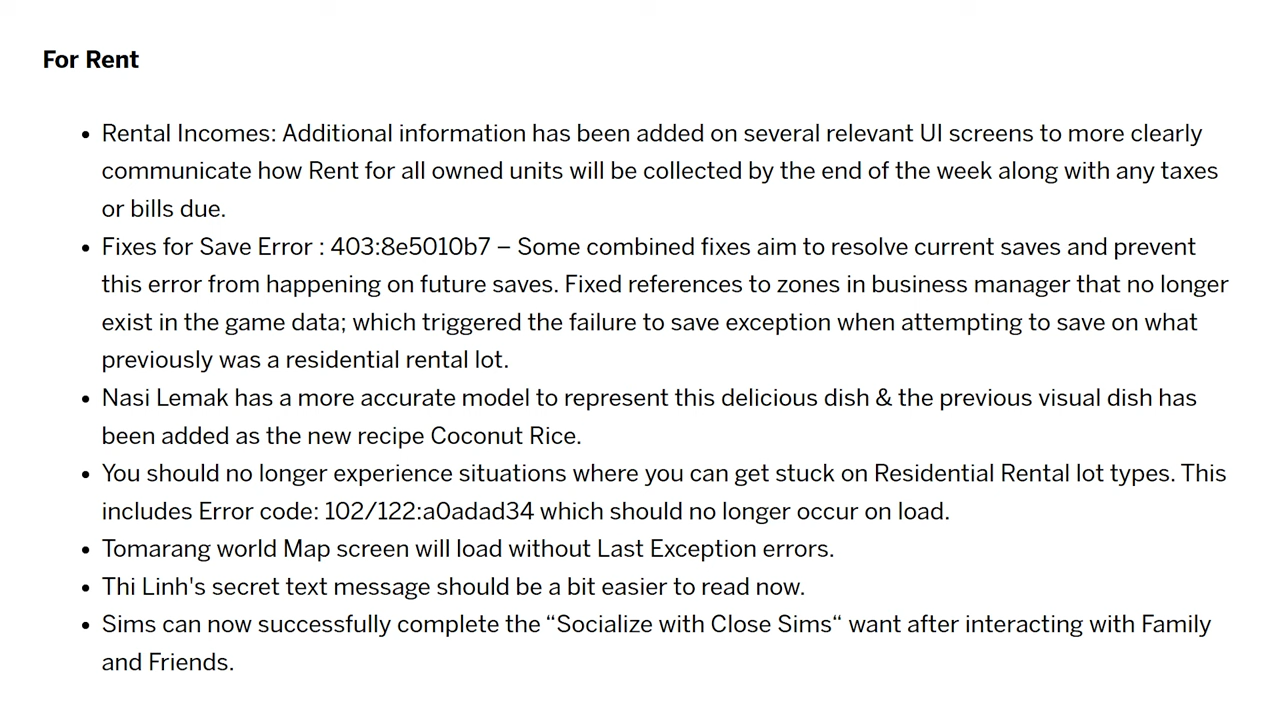 For Rent
• Rental Incomes: Additional information has been added on several relevant UI screens to more clearly
communicate how Rent for all owned units will be collected by the end of the week along with any taxes
or bills due.
• Fixes for Save Error : 403:8e5010b7 – Some combined fixes aim to resolve current saves and prevent
this error from happening on future saves. Fixed references to zones in business manager that no longer
exist in the game data; which triggered the failure to save exception when attempting to save on what
previously was a residential rental lot.
• Nasi Lemak has a more accurate model to represent this delicious dish & the previous visual dish has
been added as the new recipe Coconut Rice.
• You should no longer experience situations where you can get stuck on Residential Rental lot types. This
includes Error code: 102/122:a0adad34 which should no longer occur on load.
• Tomarang world Map screen will load without Last Exception errors.
• Thi Linh's secret text message should be a bit easier to read now.
• Sims can now successfully complete the “Socialize with Close Sims“ want after interacting with Family
and Friends.